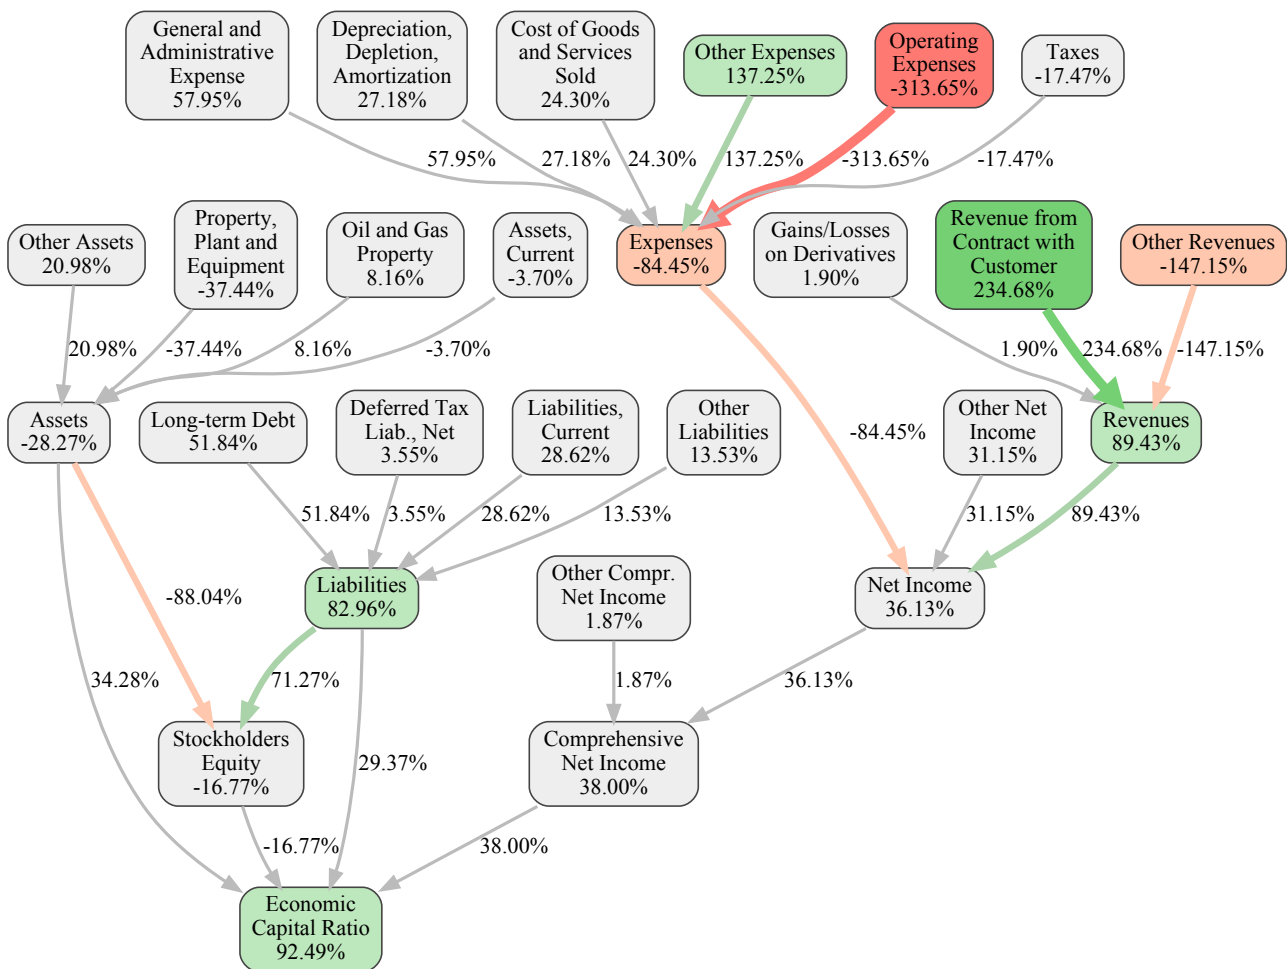 General and
Administrative
Expense
57.95%
Depreciation,
Depletion,
Amortization
27.18%
Cost of Goods
and Services
Sold
24.30%
Other Expenses
137.25%
Operating
Expenses
-313.65%
Taxes
-17.47%
57.95%
27.18%
24.30%
137.25%
-313.65%
-17.47%
Other Assets
20.98%
Property,
Plant and
Equipment
-37.44%
Oil and Gas
Property
8.16%
Assets,
Current
-3.70%
Expenses
-84.45%
Gains/Losses
on Derivatives
1.90%
Revenue from
Contract with
Customer
234.68%
Other Revenues
-147.15%
20.98%
-37.44%
8.16%
-3.70%
1.90%
234.68%
-147.15%
Assets
-28.27%
Long-term Debt
51.84%
Deferred Tax
Liab., Net
3.55%
Liabilities,
Current
28.62%
Other
Liabilities
13.53%
-84.45%
Other Net
Income
31.15%
Revenues
89.43%
51.84%
3.55%
28.62%
13.53%
31.15%
89.43%
-88.04%
Liabilities
82.96%
Other Compr.
Net Income
1.87%
Net Income
36.13%
34.28%
71.27%
1.87%
36.13%
Stockholders
Equity
-16.77%
29.37%
Comprehensive
Net Income
38.00%
-16.77%
38.00%
Economic
Capital Ratio
92.49%